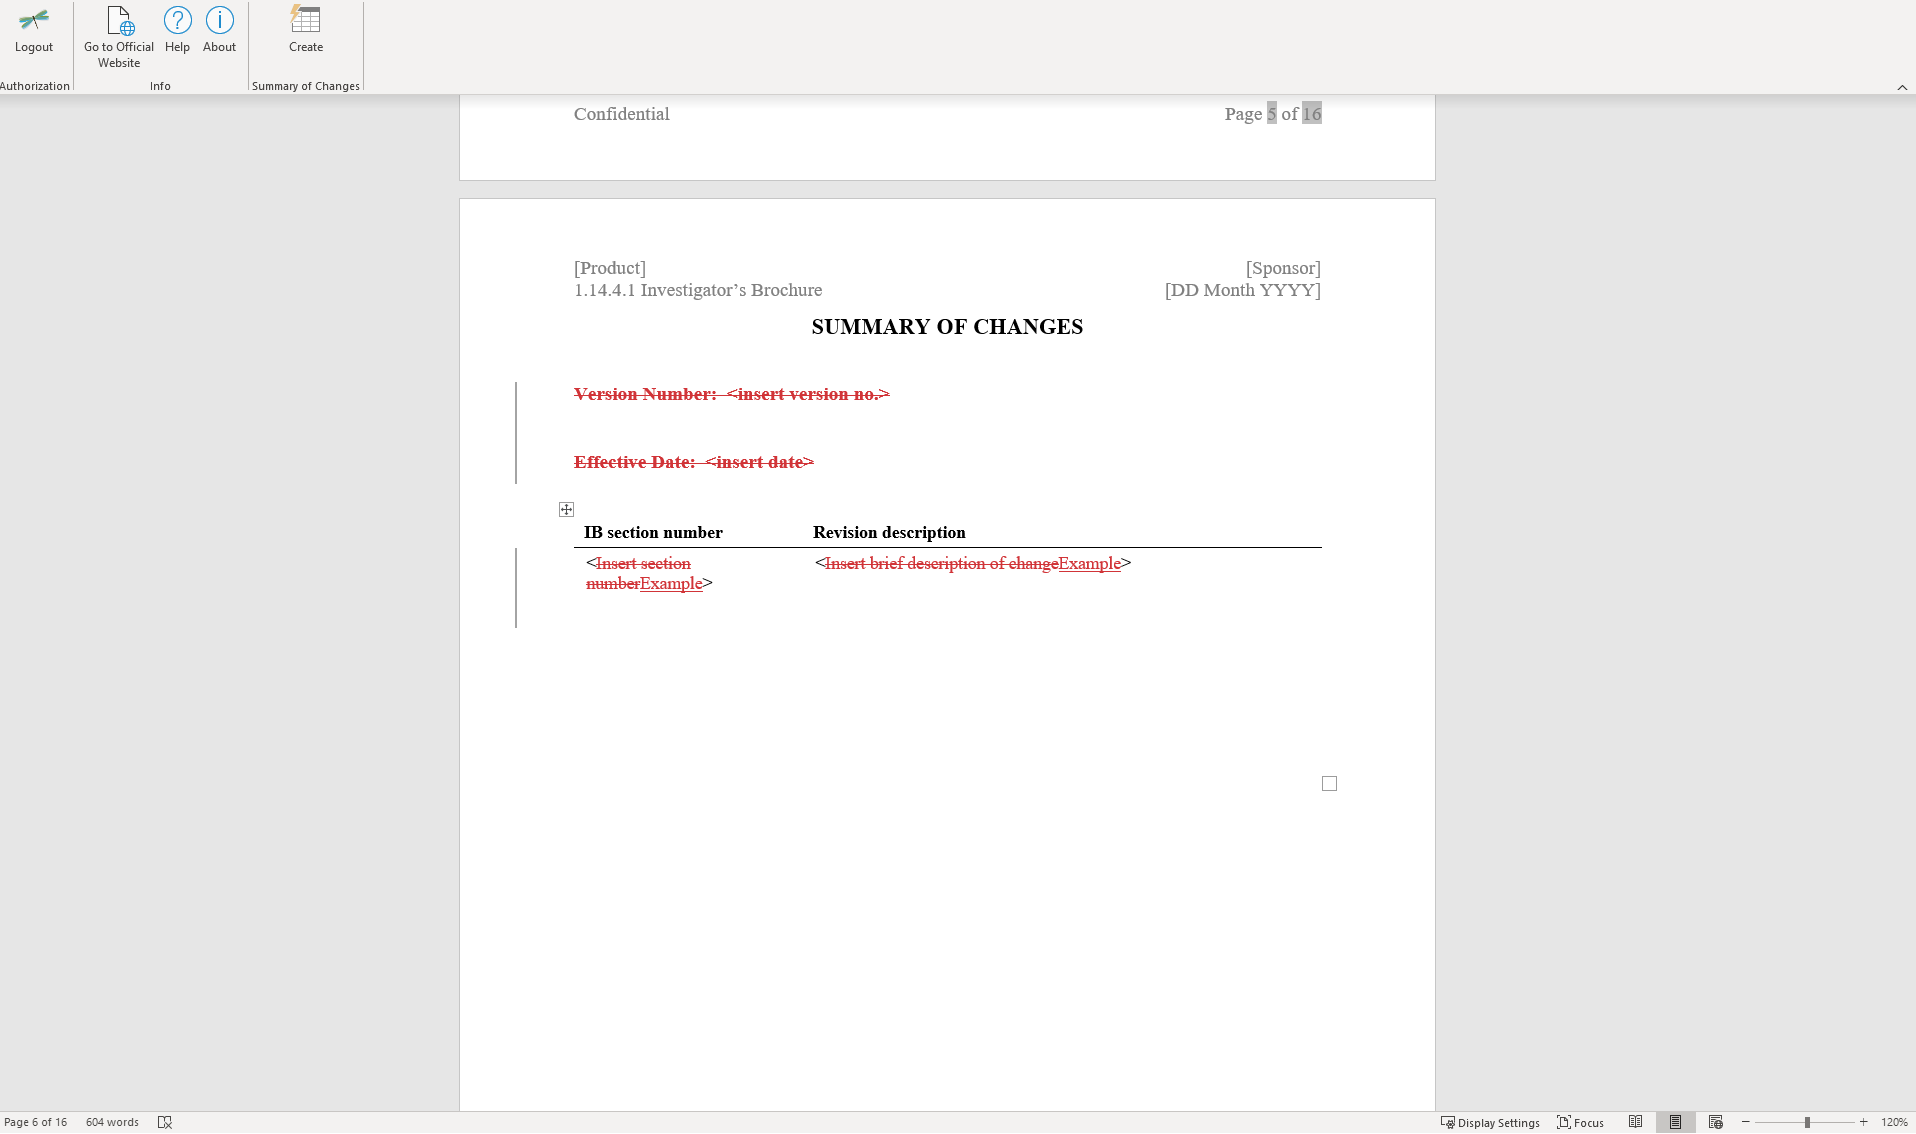 Logout
Go to Official
Website
Help
About
Create
Authorization
Info
Summary of Changes
Confidential
Page 5 of 16
[Product]
[Sponsor]
1.14.4.1 Investigator’s Brochure
[DD Month YYYY]
SUMMARY OF CHANGES
Version Number:  <insert version no.>
Effective Date:  <insert date>
IB section number
Revision description
<Insert section
numberExample>
<Insert brief description of changeExample>
Page 6 of 16
604 words
Display Settings
Focus
120%